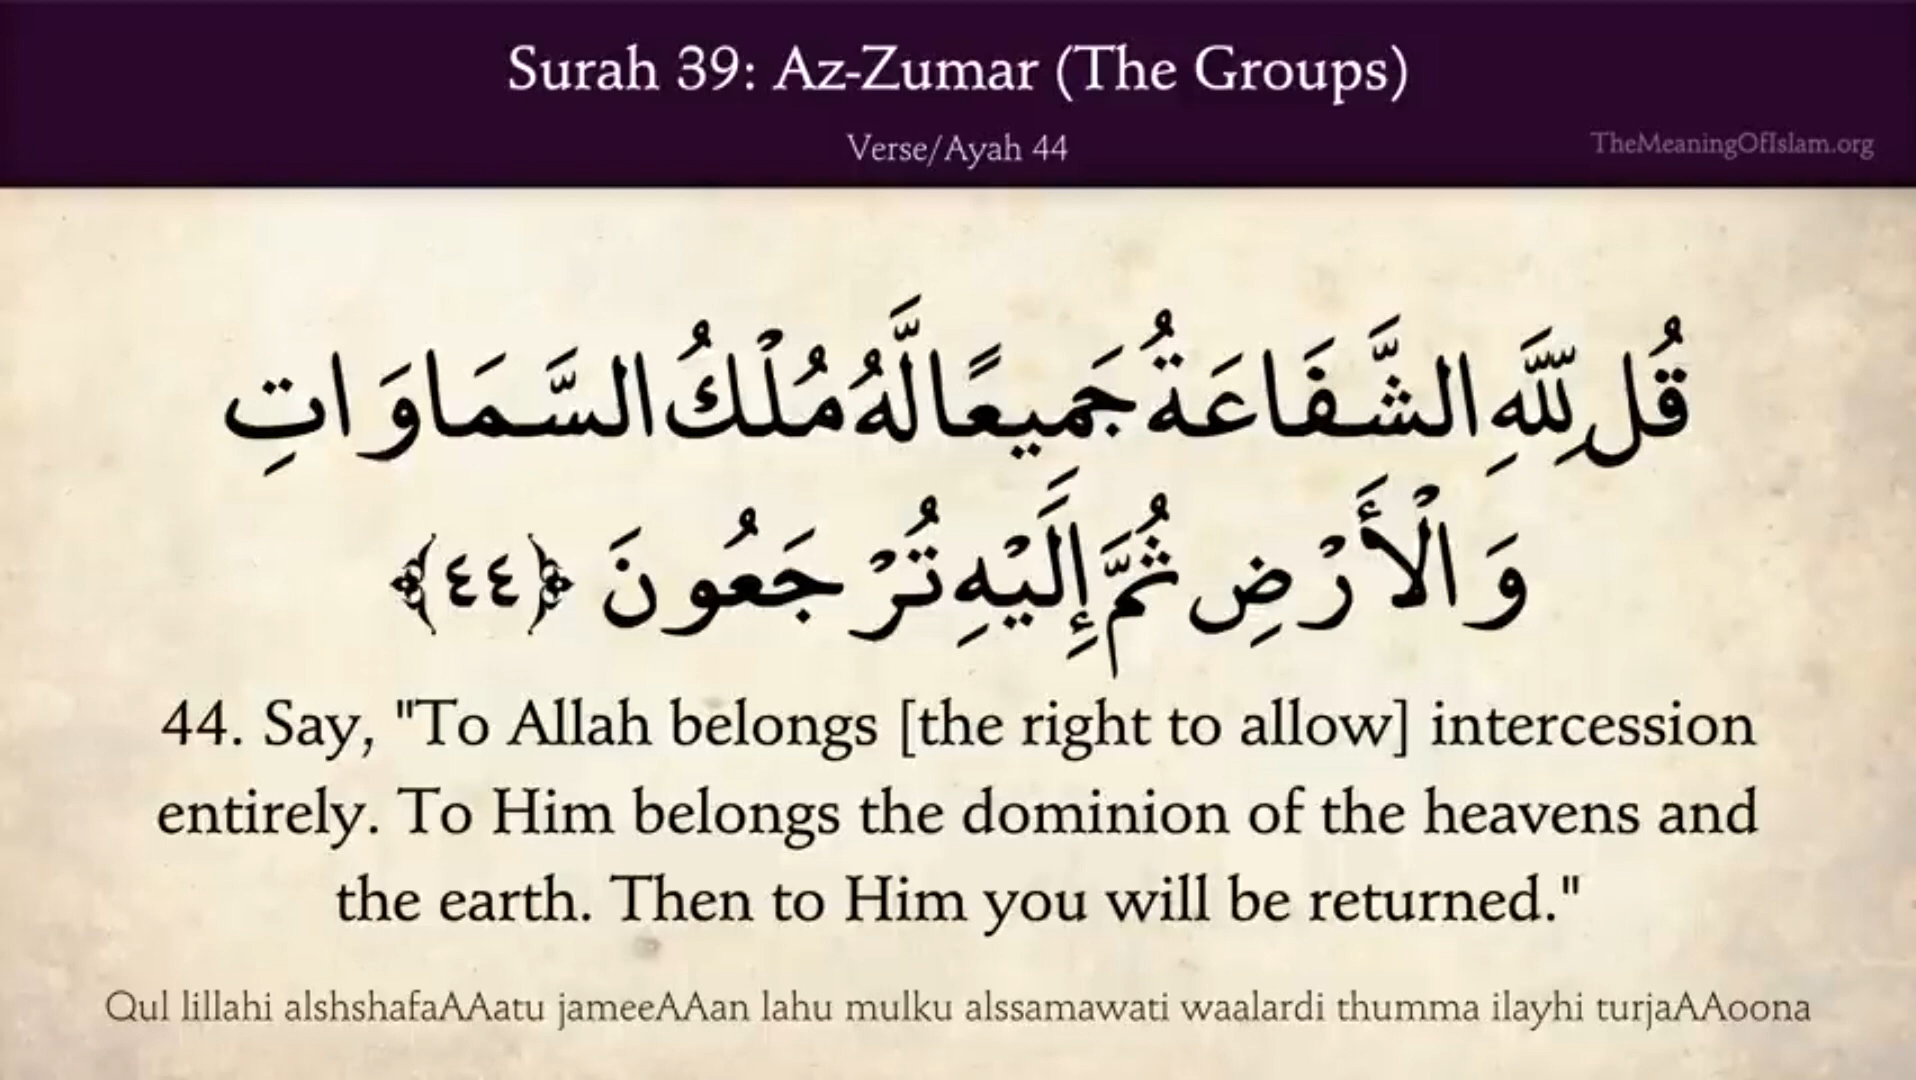 Surah 39: Az-Zumar (The Groups)
Verse/Ayah 44
TheMeaningOfIslam.org
قُل لِّلَّهِ الشَّفَاعَةُ جَمِيعًا لَّهُ مُلْكُ السَّمَاوَاتِ
وَالْأَرْضِ ثُمَّ إِلَيْهِ تُرْجَعُونَ ﴿٤٤﴾
44. Say, "To Allah belongs [the right to allow] intercession
entirely. To Him belongs the dominion of the heavens and
the earth. Then to Him you will be returned."
Qul lillahi alshshafaAAatu jameeAAan lahu mulku alssamawati waalardi thumma ilayhi turjaAAoona